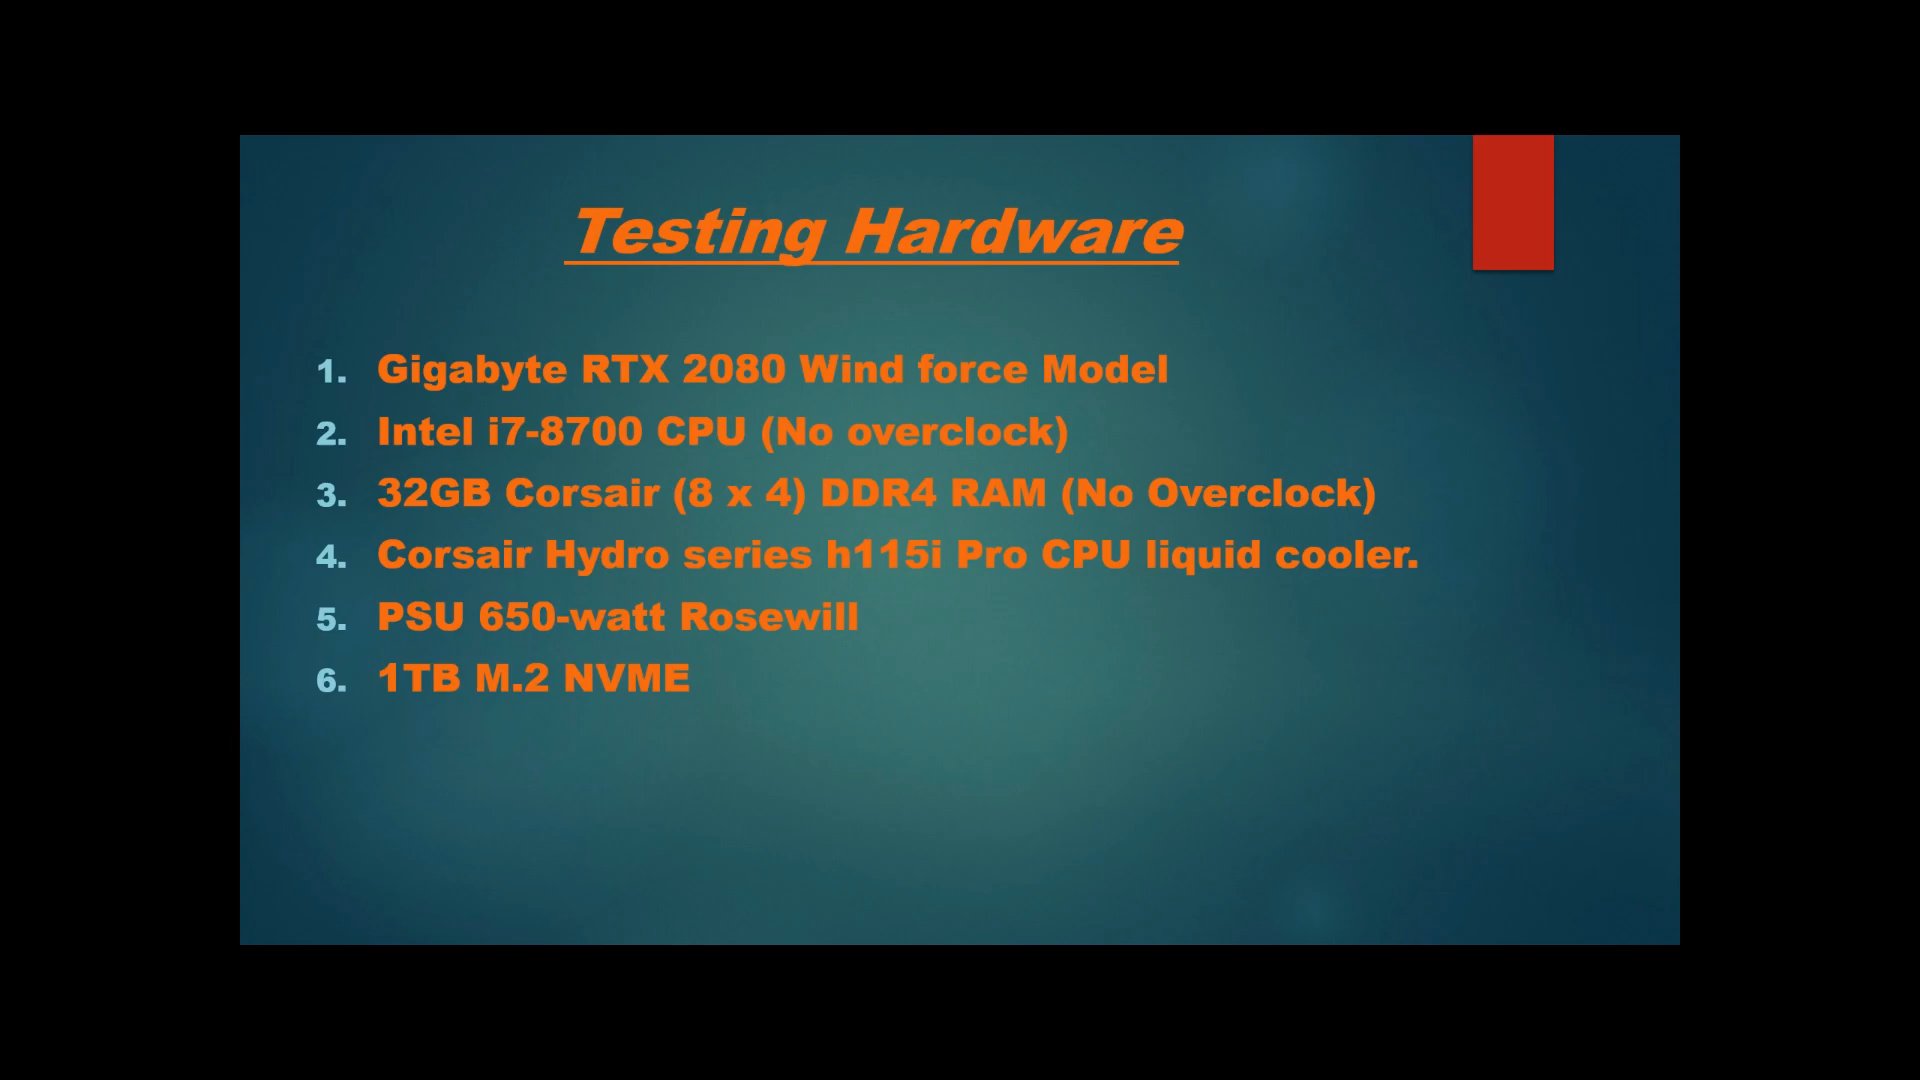 Testing Hardware
1. Gigabyte RTX 2080 Wind force Model
2. Intel i7-8700 CPU (No overclock)
3. 32GB Corsair (8 x 4) DDR4 RAM (No Overclock)
4. Corsair Hydro series h115i Pro CPU liquid cooler.
5. PSU 650-watt Rosewill
6. 1TB M.2 NVME